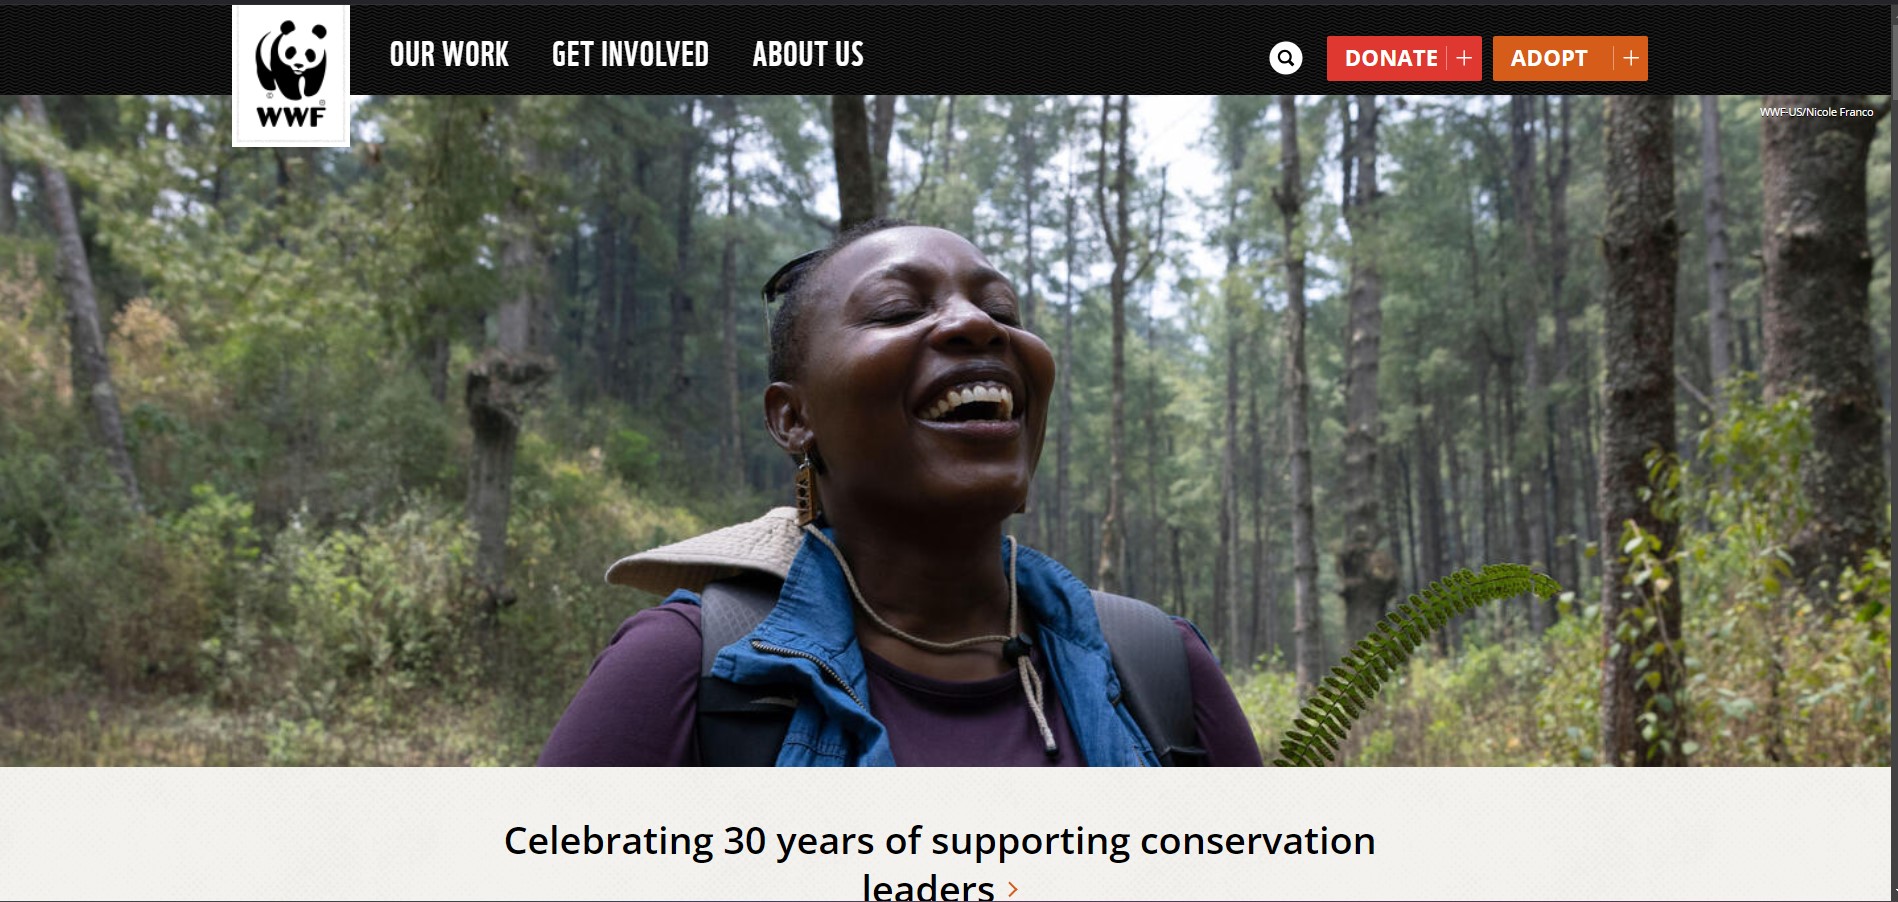 WWF
OUR WORK
GET INVOLVED
ABOUT US
DONATE
ADOPT
WWF-US/Nicole Franco
Celebrating 30 years of supporting conservation
leaders